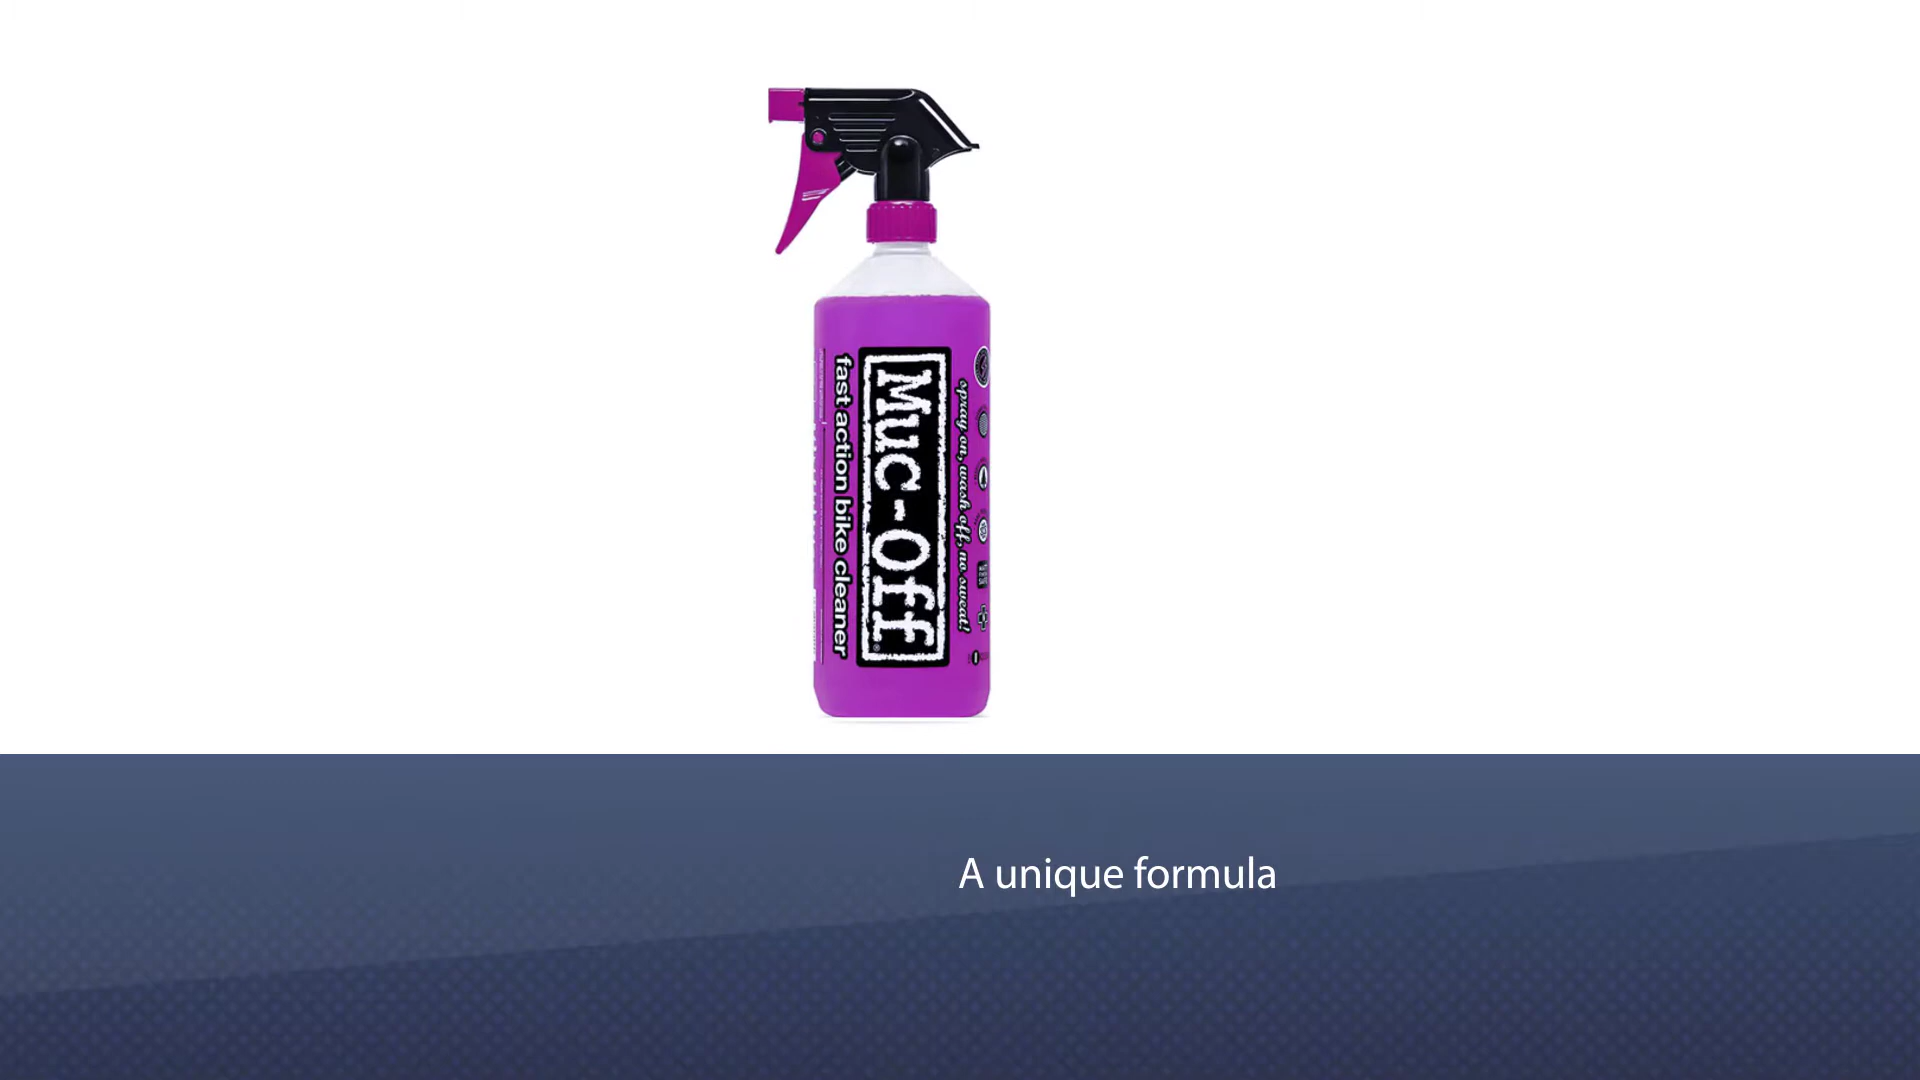 fast action bike cleaner
Muc-Off
spray on, wash off, no sweat!
A unique formula